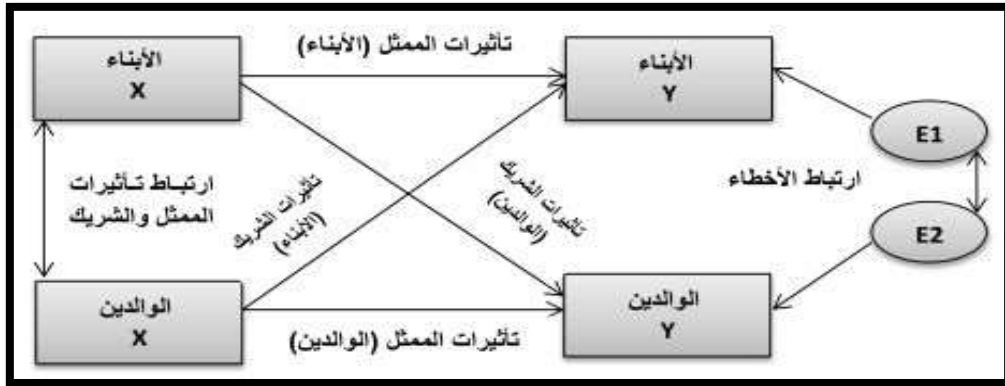 الأبناء
X
تأثيرات الممثل (الأبناء)
الأبناء
Y
E1
ارتباط تأثيرات
الممثل والشريك
تأثيرات الشريك
(الأبناء)
تأثيرات الشريك
(الوالدين)
ارتباط الأخطاء
E2
الوالدين
X
تأثيرات الممثل (الوالدين)
الوالدين
Y